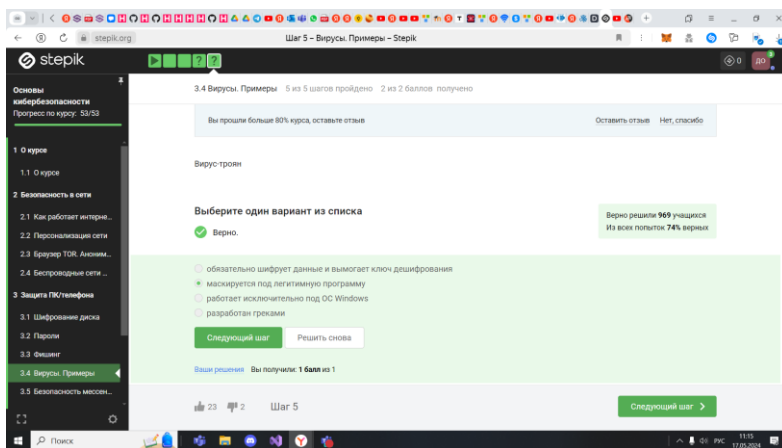 stepik.org
Шаг 5 – Вирусы. Примеры – Stepik
stepik
0
ДО
Основы
кибербезопасности
Прогресс по курсу: 53/53
3.4 Вирусы. Примеры 5 из 5 шагов пройдено 2 из 2 баллов получено
Вы прошли больше 80% курса, оставьте отзыв
Оставить отзыв Нет, спасибо
1 О курсе
1.1 О курсе
2 Безопасность в сети
2.1 Как работает интерне...
2.2 Персонализация сети
2.3 Браузер TOR. Аноним...
2.4 Беспроводные сети ...
3 Защита ПК/телефона
3.1 Шифрование диска
3.2 Пароли
3.3 Фишинг
3.4 Вирусы. Примеры
3.5 Безопасность мессен...
Вирус-троян
Выберите один вариант из списка
Верно.
Верно решили 969 учащихся
Из всех попыток 74% верных
обязательно шифрует данные и вымогает ключ дешифрования
маскируется под легитимную программу
работает исключительно под ОС Windows
разработан греками
Следующий шаг
Решить снова
Ваши решения Вы получили: 1 балл из 1
23
2
Шаг 5
Следующий шаг
Поиск
РУС
11:15
17.05.2024